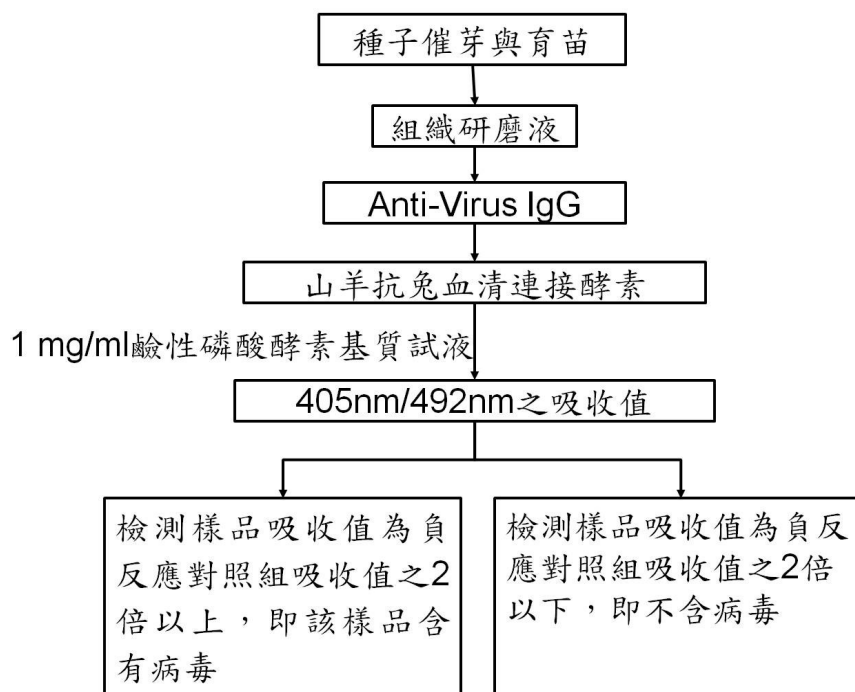 種子催芽與育苗
組織研磨液
Anti-Virus IgG
山羊抗兔血清連接酵素
1 mg/ml鹼性磷酸酵素基質試液
405nm/492nm之吸收值
檢測樣品吸收值為負
反應對照組吸收值之2
倍以上，即該樣品含
有病毒
檢測樣品吸收值為負反
應對照組吸收值之2倍
以下，即不含病毒